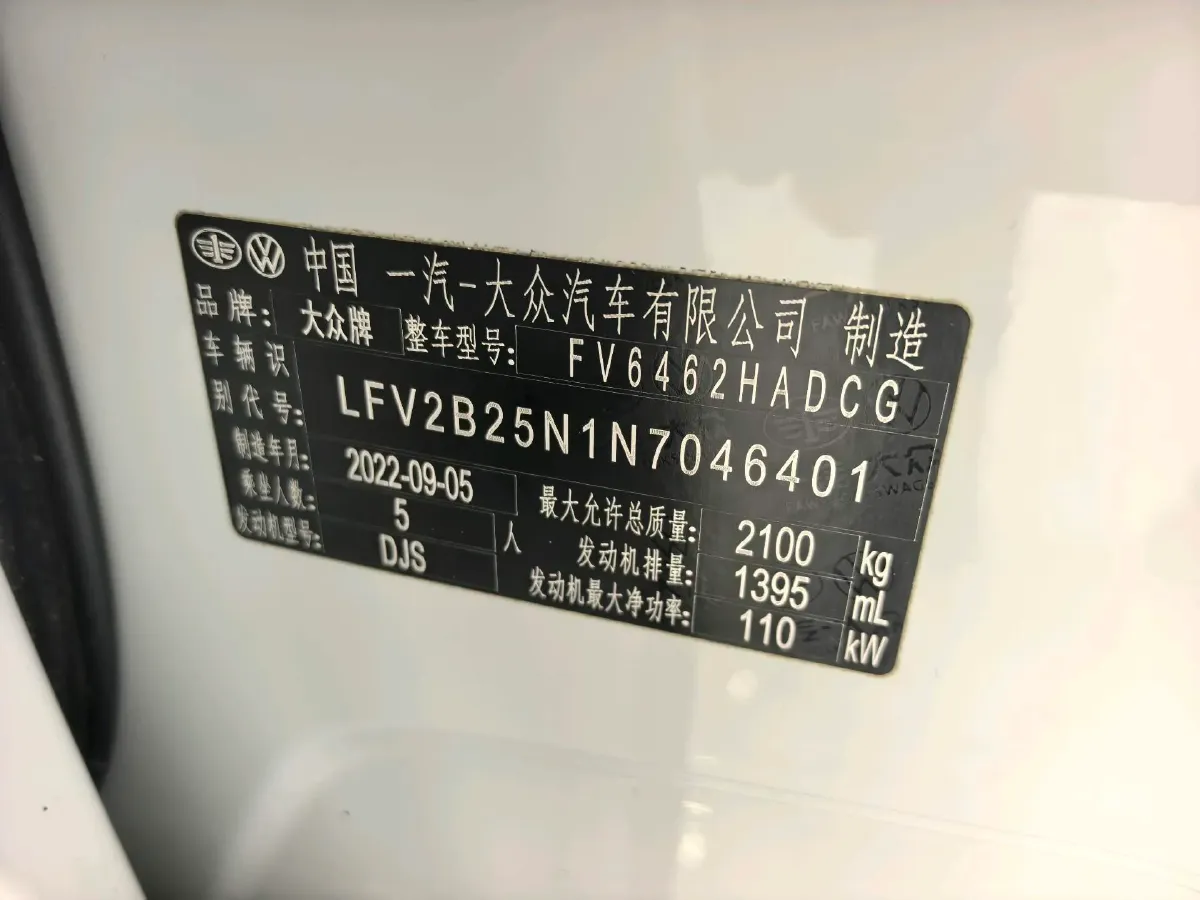 中国 一汽-大众汽车有限公司 制造
品牌: 大众牌 整车型号: FV6462HADCG
车辆识别代号: LFV2B25N1N7046401
制造年月: 2022-09-05 最大允许总质量: 2100 kg
乘坐人数: 5 人 发动机排量: 1395 mL
发动机型号: DJS 发动机最大净功率: 110 kW